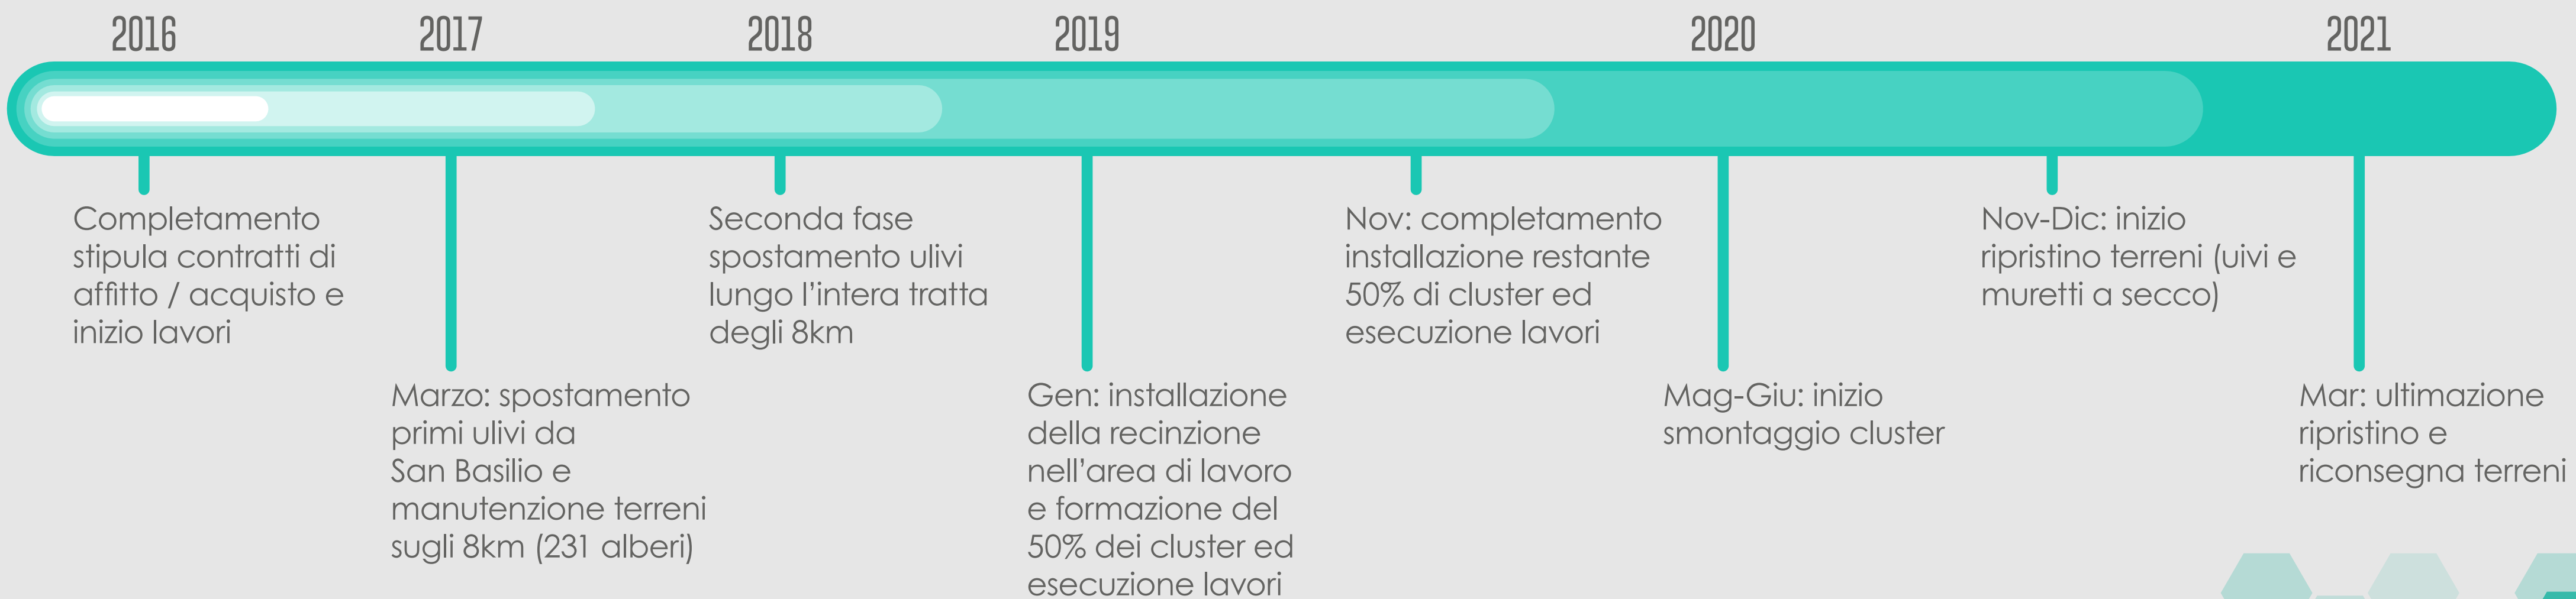 2016
2017
2018
2019
2020
2021
Completamento
stipula contratti di
affitto / acquisto e
inizio lavori
Marzo: spostamento
primi ulivi da
San Basilio e
manutenzione terreni
sugli 8km (231 alberi)
Seconda fase
spostamento ulivi
lungo l'intera tratta
degli 8km
Gen: installazione
della recinzione
nell'area di lavoro
e formazione del
50% dei cluster ed
esecuzione lavori
Nov: completamento
installazione restante
50% di cluster ed
esecuzione lavori
Mag-Giu: inizio
smontaggio cluster
Nov-Dic: inizio
ripristino terreni (uivi e
muretti a secco)
Mar: ultimazione
ripristino e
riconsegna terreni